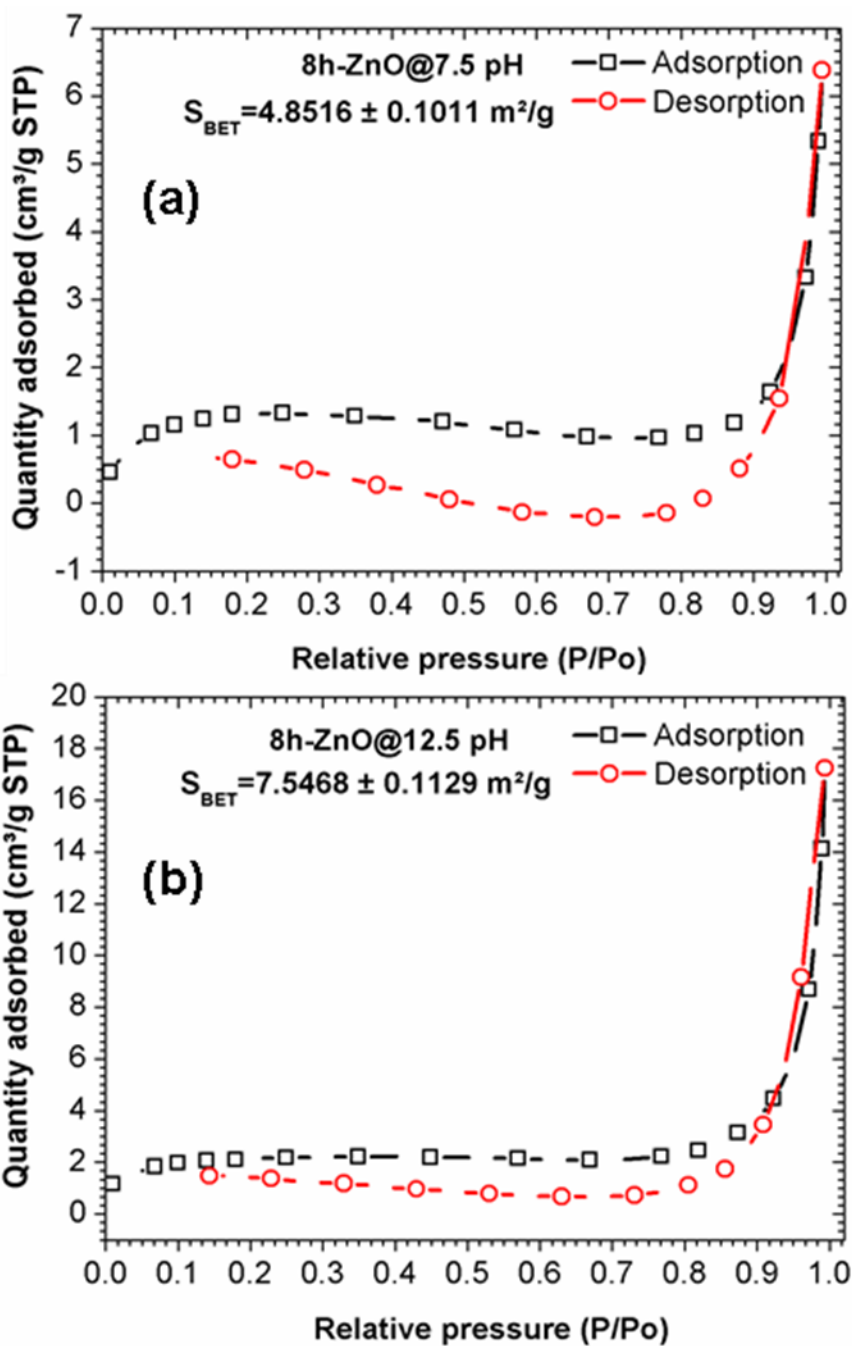 8h-ZnO@7.5 pH
S_BET=4.8516 ± 0.1011 m²/g
Adsorption
Desorption
(a)
Quantity adsorbed (cm³/g STP)
7
6
5
4
3
2
1
0
-1
0.0 0.1 0.2 0.3 0.4 0.5 0.6 0.7 0.8 0.9 1.0
Relative pressure (P/Po)
8h-ZnO@12.5 pH
S_BET=7.5468 ± 0.1129 m²/g
Adsorption
Desorption
(b)
Quantity adsorbed (cm³/g STP)
20
18
16
14
12
10
8
6
4
2
0
0.0 0.1 0.2 0.3 0.4 0.5 0.6 0.7 0.8 0.9 1.0
Relative pressure (P/Po)